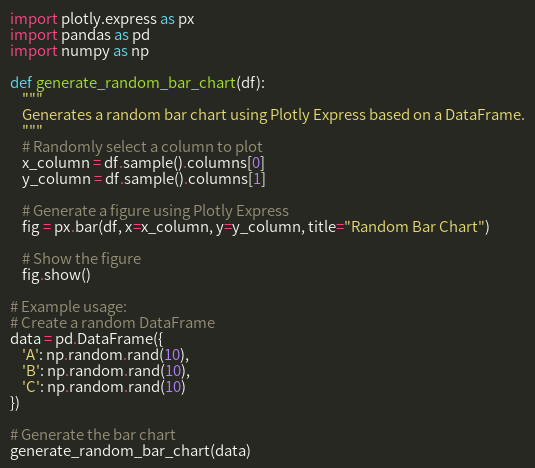 import plotly.express as px
import pandas as pd
import numpy as np

def generate_random_bar_chart(df):
    """
    Generates a random bar chart using Plotly Express based on a DataFrame.
    """
    # Randomly select a column to plot
    x_column = df.sample().columns[0]
    y_column = df.sample().columns[1]

    # Generate a figure using Plotly Express
    fig = px.bar(df, x=x_column, y=y_column, title="Random Bar Chart")

    # Show the figure
    fig.show()

# Example usage:
# Create a random DataFrame
data = pd.DataFrame({
    'A': np.random.rand(10),
    'B': np.random.rand(10),
    'C': np.random.rand(10)
})

# Generate the bar chart
generate_random_bar_chart(data)